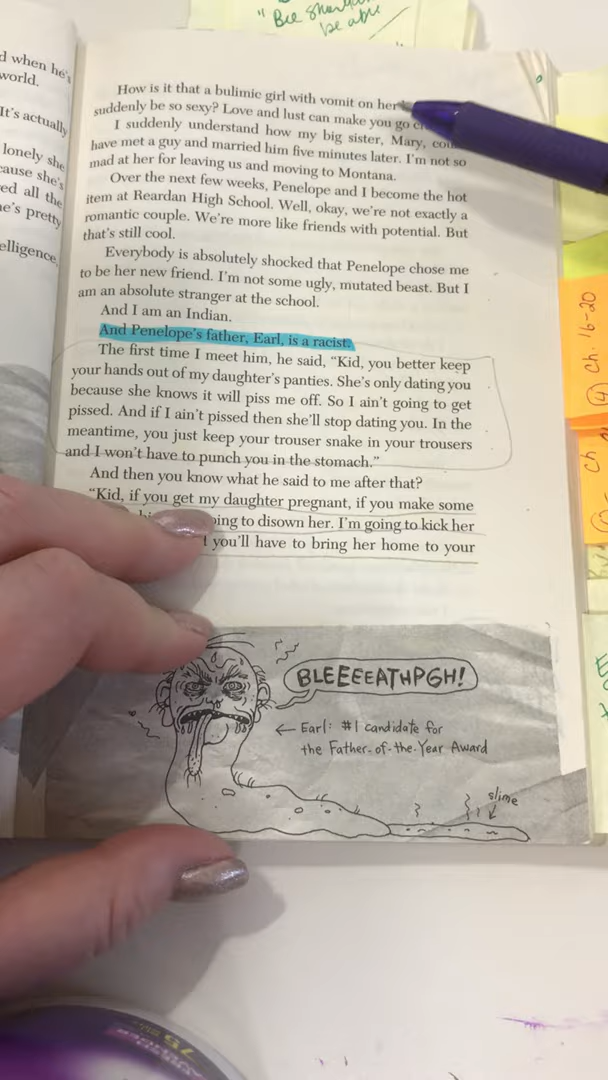 "Bee
be able
d when he's
world.
It's actually
lonely she
cause she's
ed all the
he's pretty
elligence,
How is it that a bulimic girl with vomit on her
suddenly be so sexy? Love and lust can make you go
I suddenly understand how my big sister, Mary,
have met a guy and married him five minutes later. I'm not so
mad at her for leaving us and moving to Montana.
Over the next few weeks, Penelope and I become the hot
item at Reardan High School. Well, okay, we're not exactly a
romantic couple. We're more like friends with potential. But
that's still cool.
Everybody is absolutely shocked that Penelope chose me
to be her new friend. I'm not some ugly, mutated beast. But I
am an absolute stranger at the school.
And I am an Indian.
And Penelope's father, Earl, is a racist.
The first time I meet him, he said, "Kid, you better keep
your hands out of my daughter's panties. She's only dating you
because she knows it will piss me off. So I ain't going to get
pissed. And if I ain't pissed then she'll stop dating you. In the
meantime, you just keep your trouser snake in your trousers
and I won't have to punch you in the stomach."
And then you know what he said to me after that?
"Kid, if you get my daughter pregnant, if you make some
oing to disown her. I'm going to kick her
you'll have to bring her home to your
BLEEEEATHPGH!
← Earl: #1 candidate for
the Father-of-the-Year Award
slime
④ Ch. 16-20
Ch
75